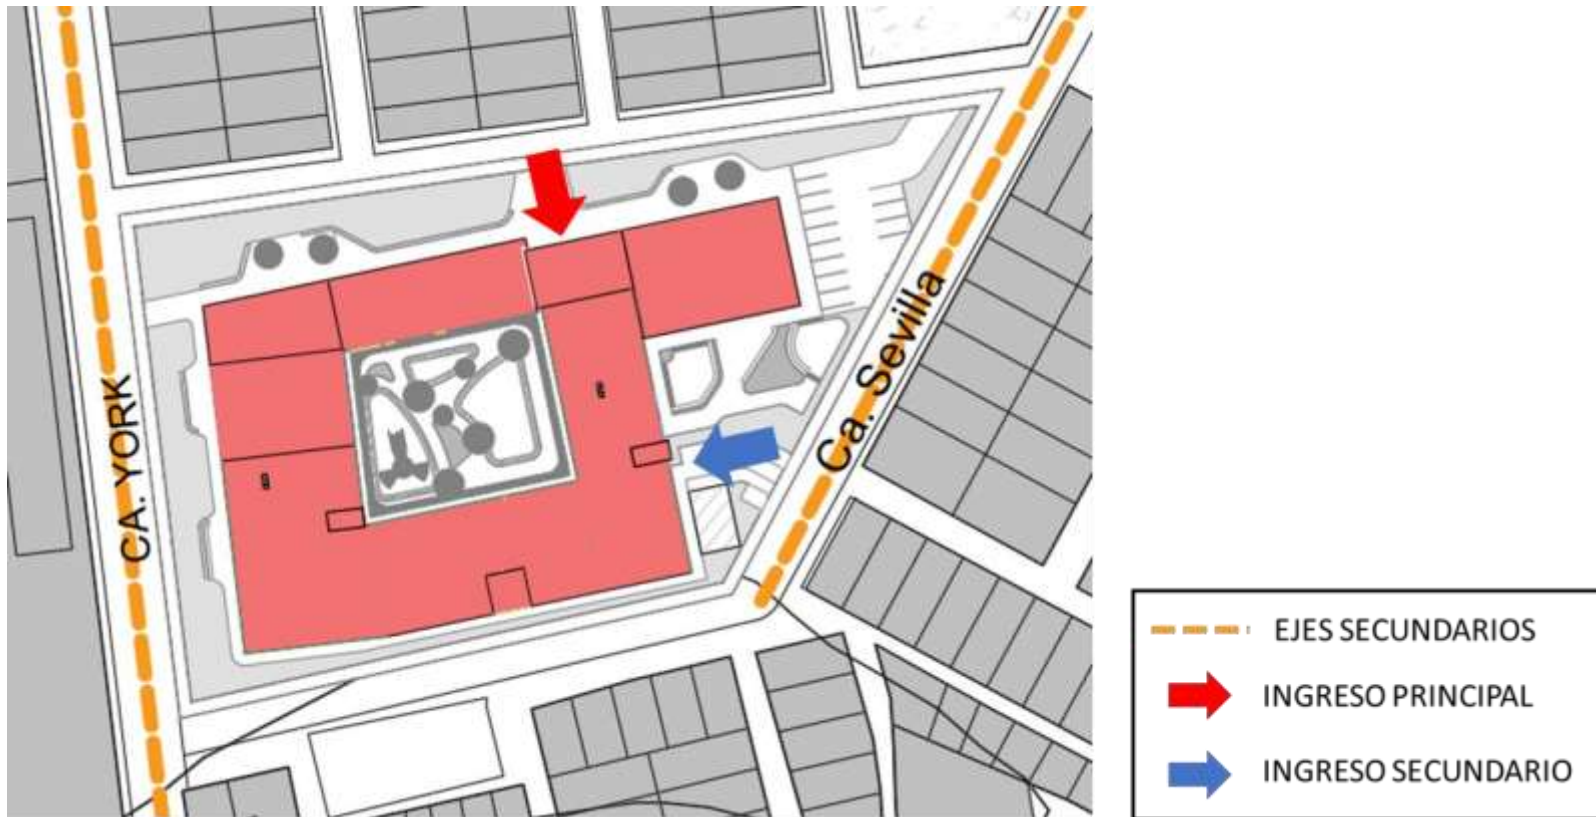 CA. YORK
Ca. Sevilla
EJES SECUNDARIOS
INGRESO PRINCIPAL
INGRESO SECUNDARIO